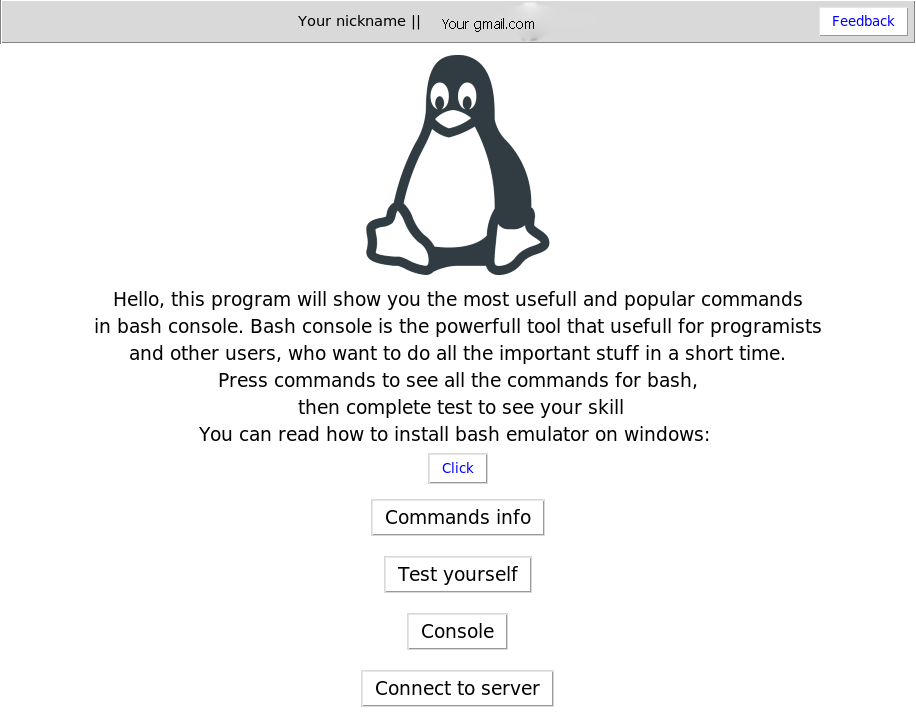 Your nickname || Your gmail.com Feedback
Hello, this program will show you the most usefull and popular commands
in bash console. Bash console is the powerfull tool that usefull for programists
and other users, who want to do all the important stuff in a short time.
Press commands to see all the commands for bash,
then complete test to see your skill
You can read how to install bash emulator on windows:
Click
Commands info
Test yourself
Console
Connect to server